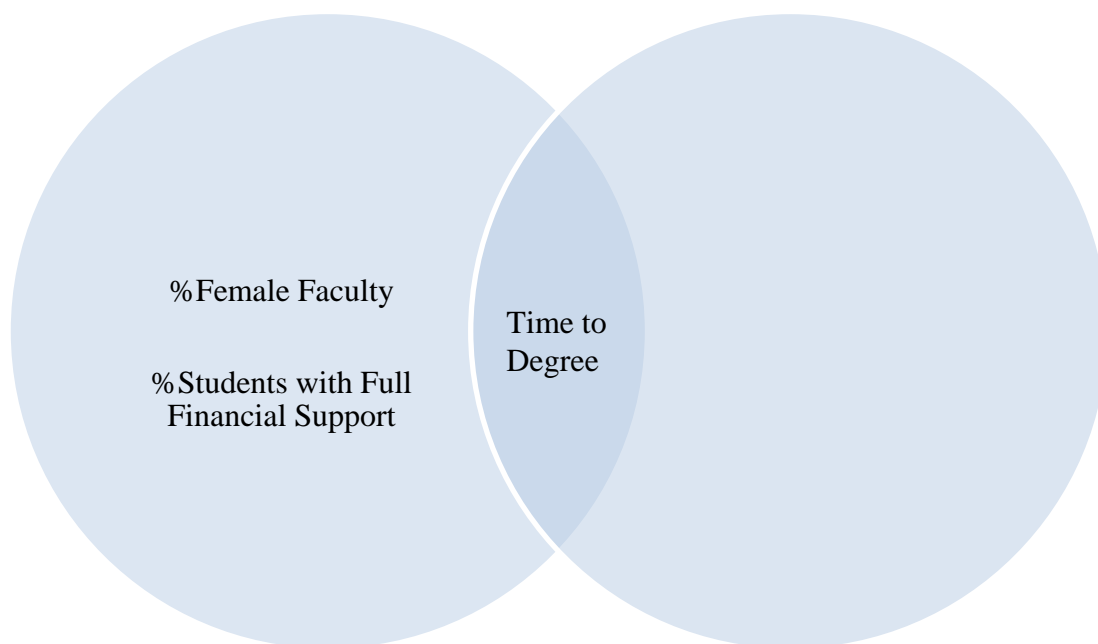 %Female Faculty
%Students with Full
Financial Support
Time to
Degree